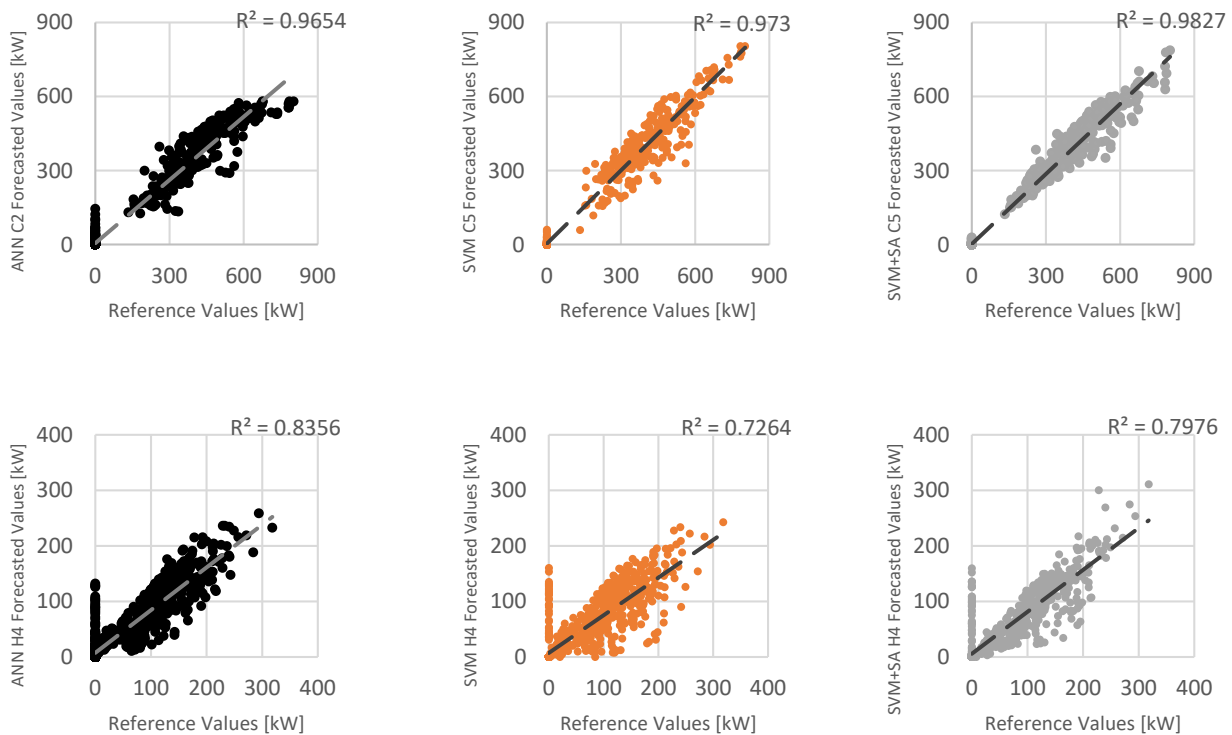 R² = 0.9654
900
600
300
0
0 300 600 900
ANN C2 Forecasted Values [kW]
Reference Values [kW]
R² = 0.973
900
600
300
0
0 300 600 900
SVM C5 Forecasted Values [kW]
Reference Values [kW]
R² = 0.9827
900
600
300
0
0 300 600 900
SVM+SA C5 Forecasted Values [kW]
Reference Values [kW]
R² = 0.8356
400
300
200
100
0
0 100 200 300 400
ANN H4 Forecasted Values [kW]
Reference Values [kW]
R² = 0.7264
400
300
200
100
0
0 100 200 300 400
SVM H4 Forecasted Values [kW]
Reference Values [kW]
R² = 0.7976
400
300
200
100
0
0 100 200 300 400
SVM+SA H4 Forecasted Values [kW]
Reference Values [kW]